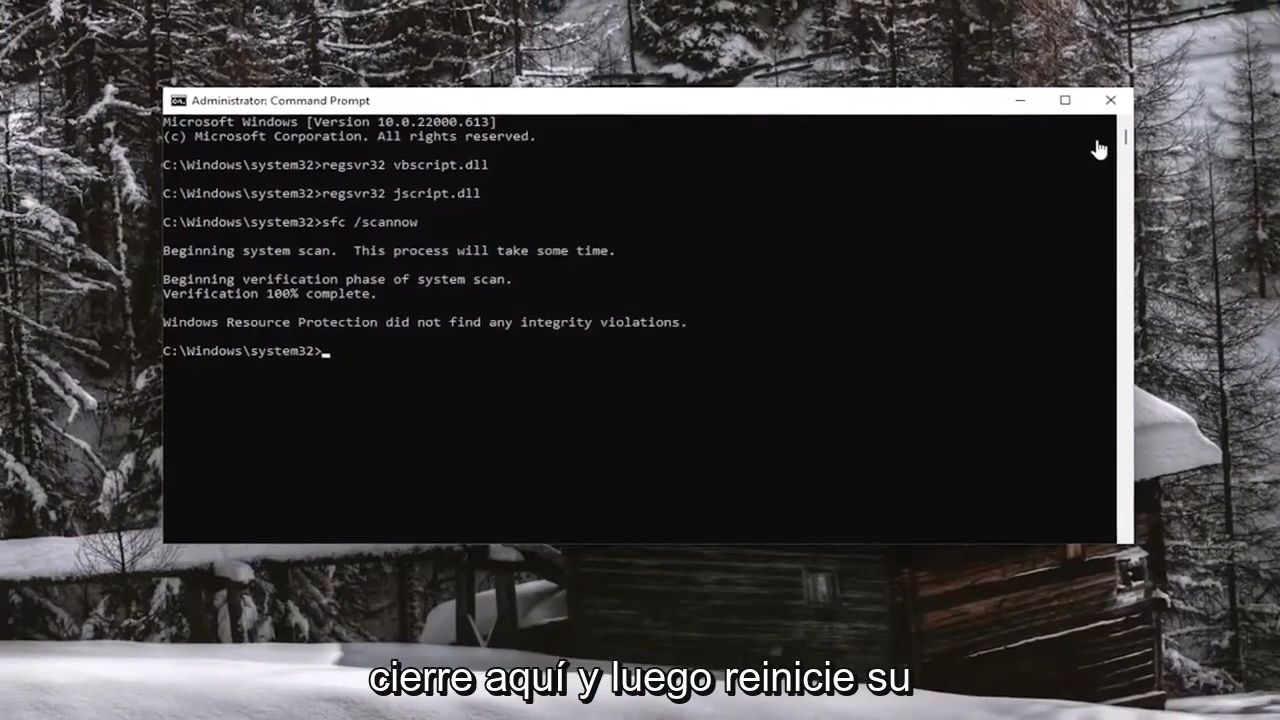 Administrator: Command Prompt
Microsoft Windows [Version 10.0.22000.613]
(c) Microsoft Corporation. All rights reserved.
C:\Windows\system32>regsvr32 vbscript.dll
C:\Windows\system32>regsvr32 jscript.dll
C:\Windows\system32>sfc /scannow
Beginning system scan.  This process will take some time.
Beginning verification phase of system scan.
Verification 100% complete.
Windows Resource Protection did not find any integrity violations.
C:\Windows\system32>
cierre aquí y luego reinicie su